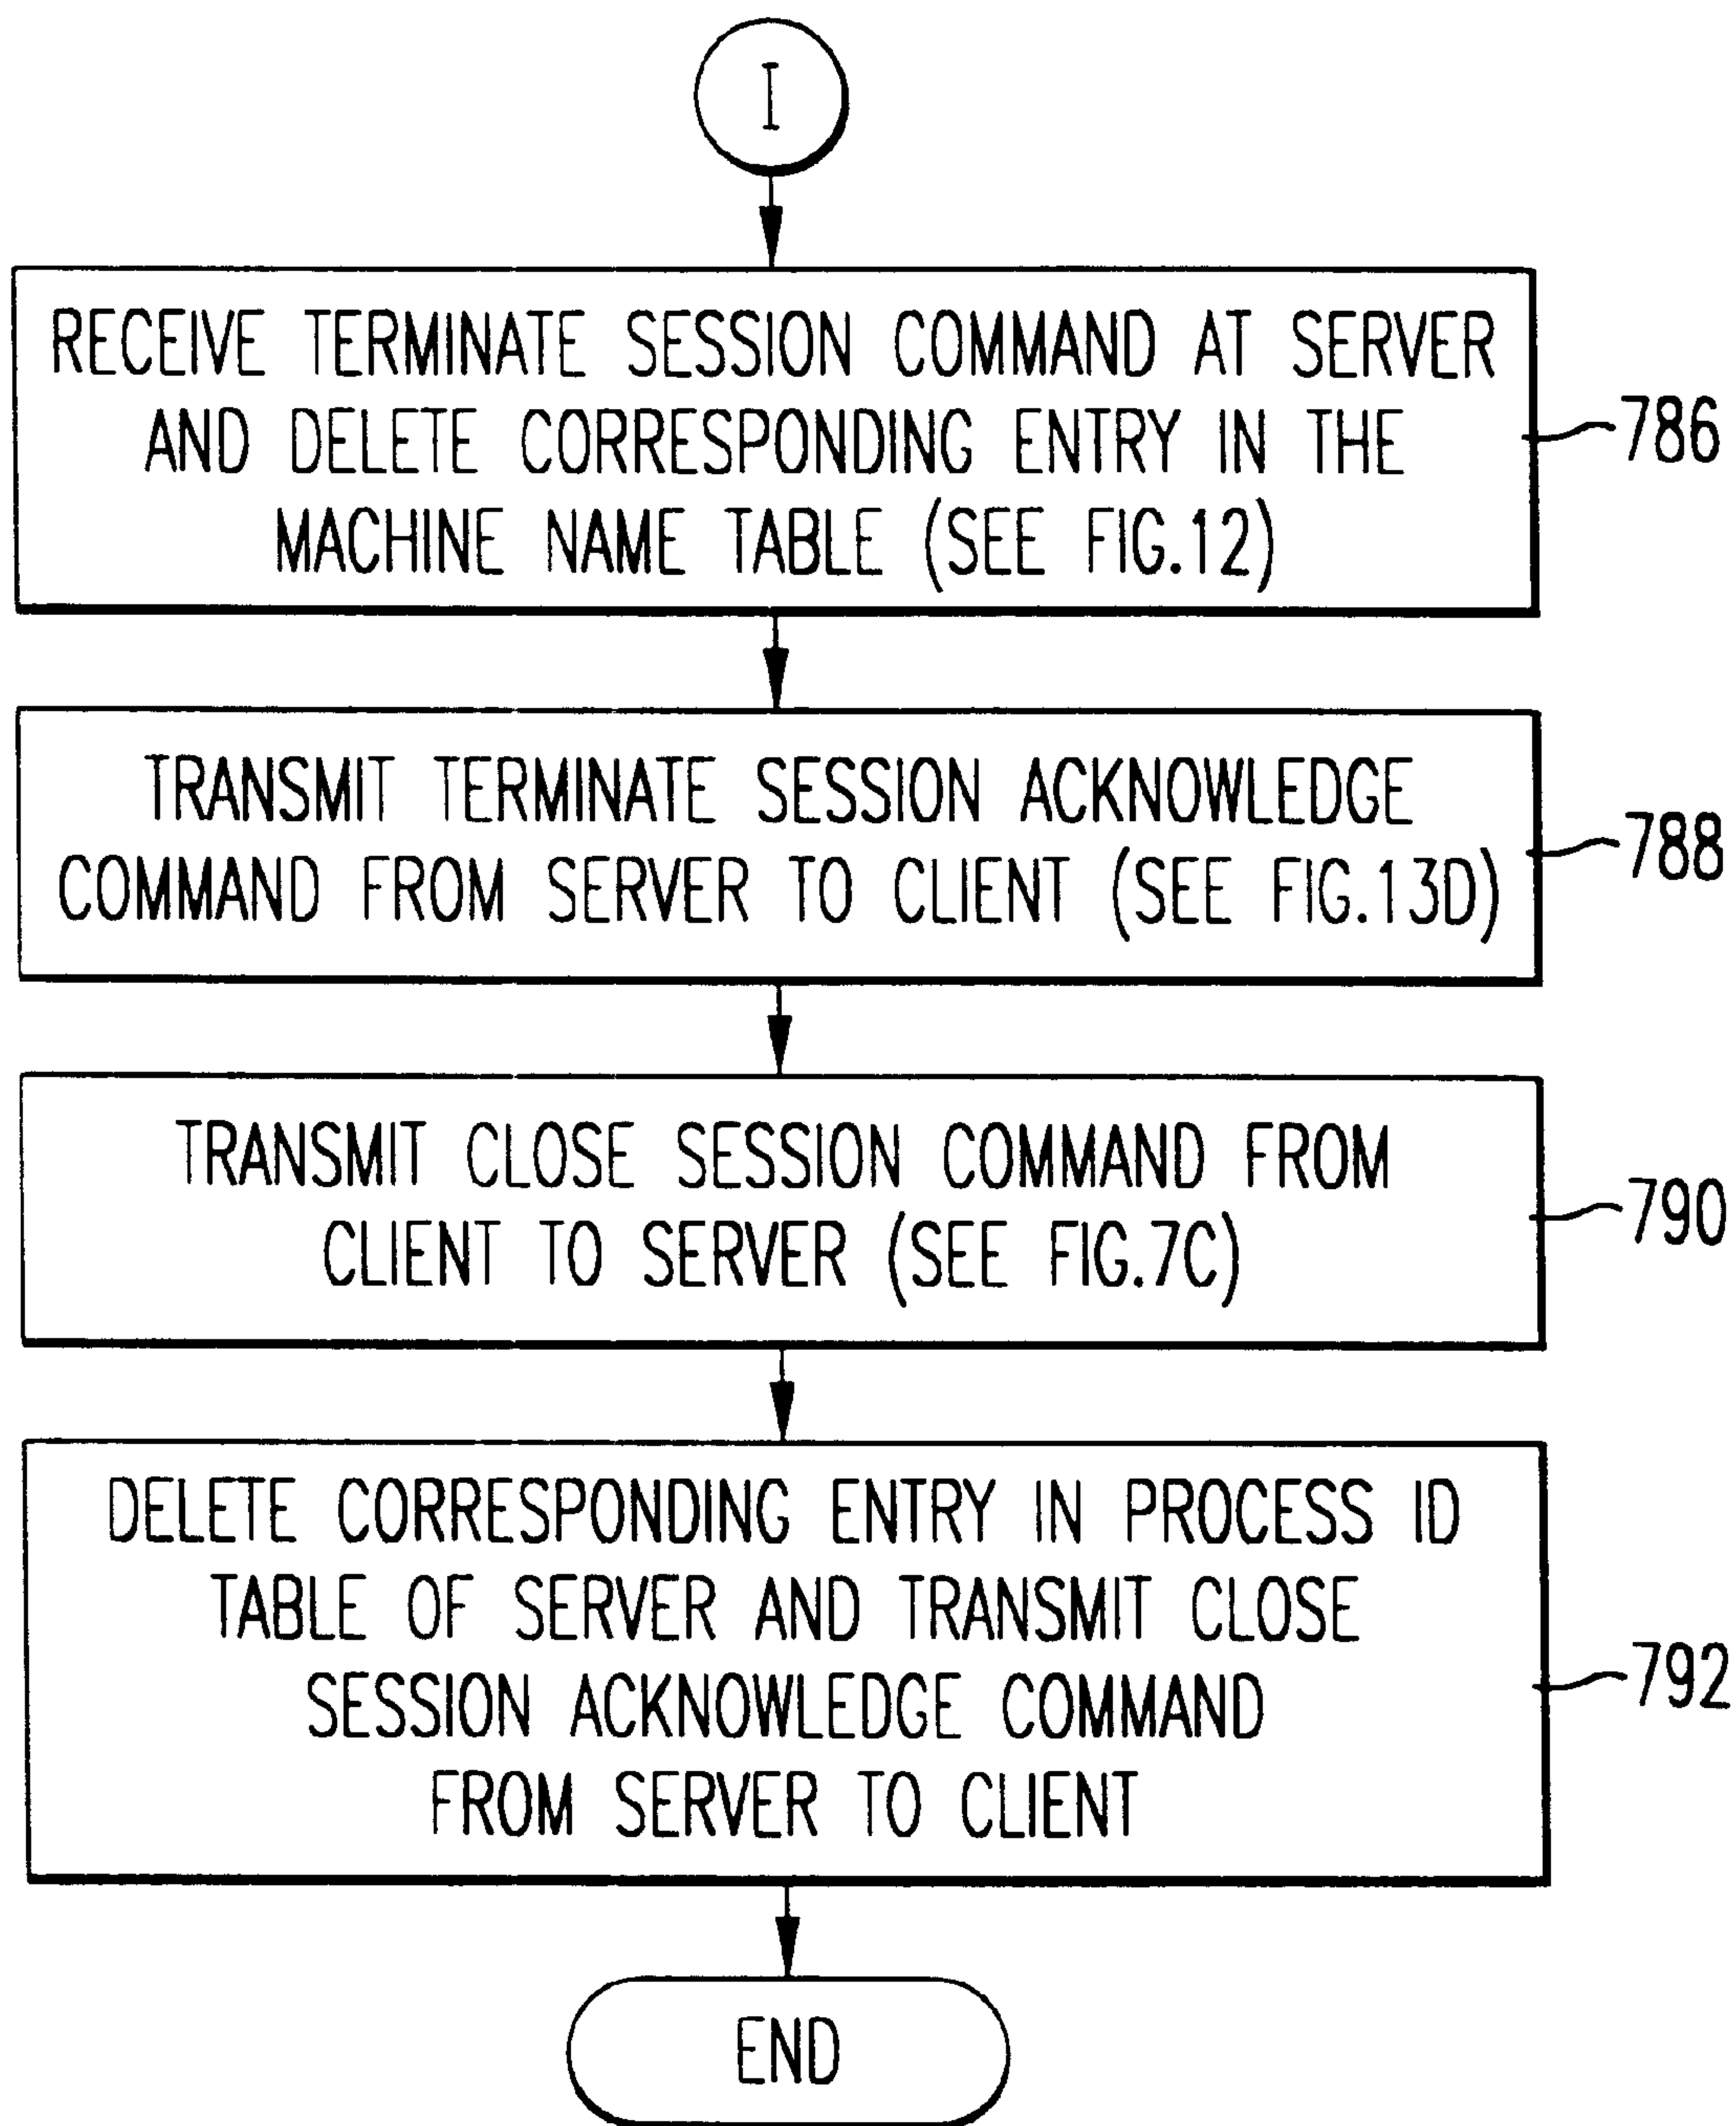 I
RECEIVE TERMINATE SESSION COMMAND AT SERVER
AND DELETE CORRESPONDING ENTRY IN THE
MACHINE NAME TABLE (SEE FIG.12)
786
TRANSMIT TERMINATE SESSION ACKNOWLEDGE
COMMAND FROM SERVER TO CLIENT (SEE FIG.13D)
788
TRANSMIT CLOSE SESSION COMMAND FROM
CLIENT TO SERVER (SEE FIG.7C)
790
DELETE CORRESPONDING ENTRY IN PROCESS ID
TABLE OF SERVER AND TRANSMIT CLOSE
SESSION ACKNOWLEDGE COMMAND
FROM SERVER TO CLIENT
792
END